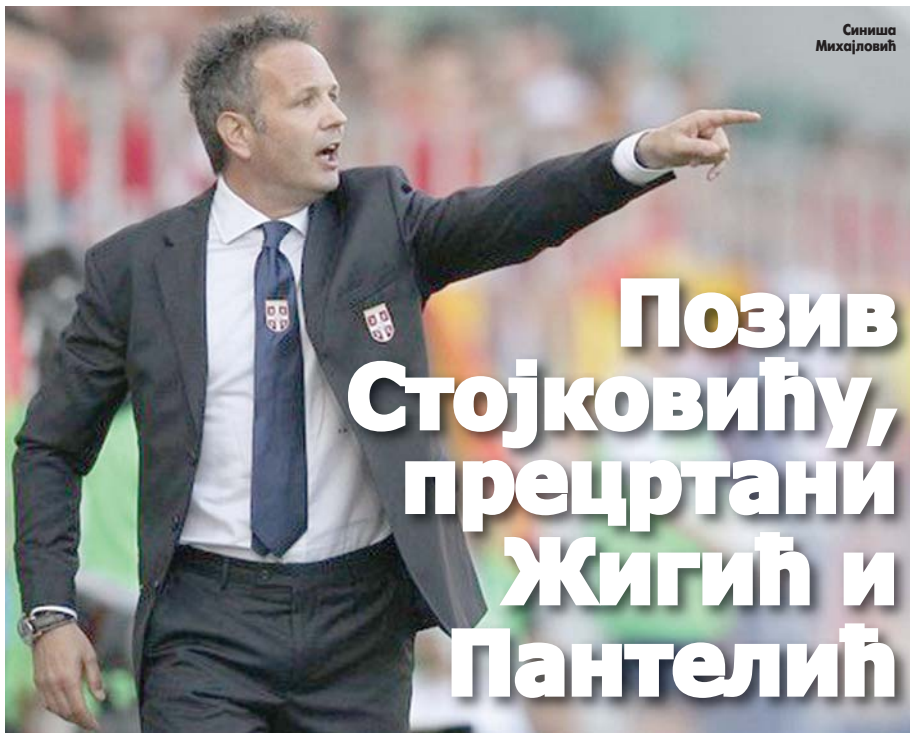 Синиша
Михајловић
Позив
Стојковићу,
прецртани
Жигић и
Пантелић